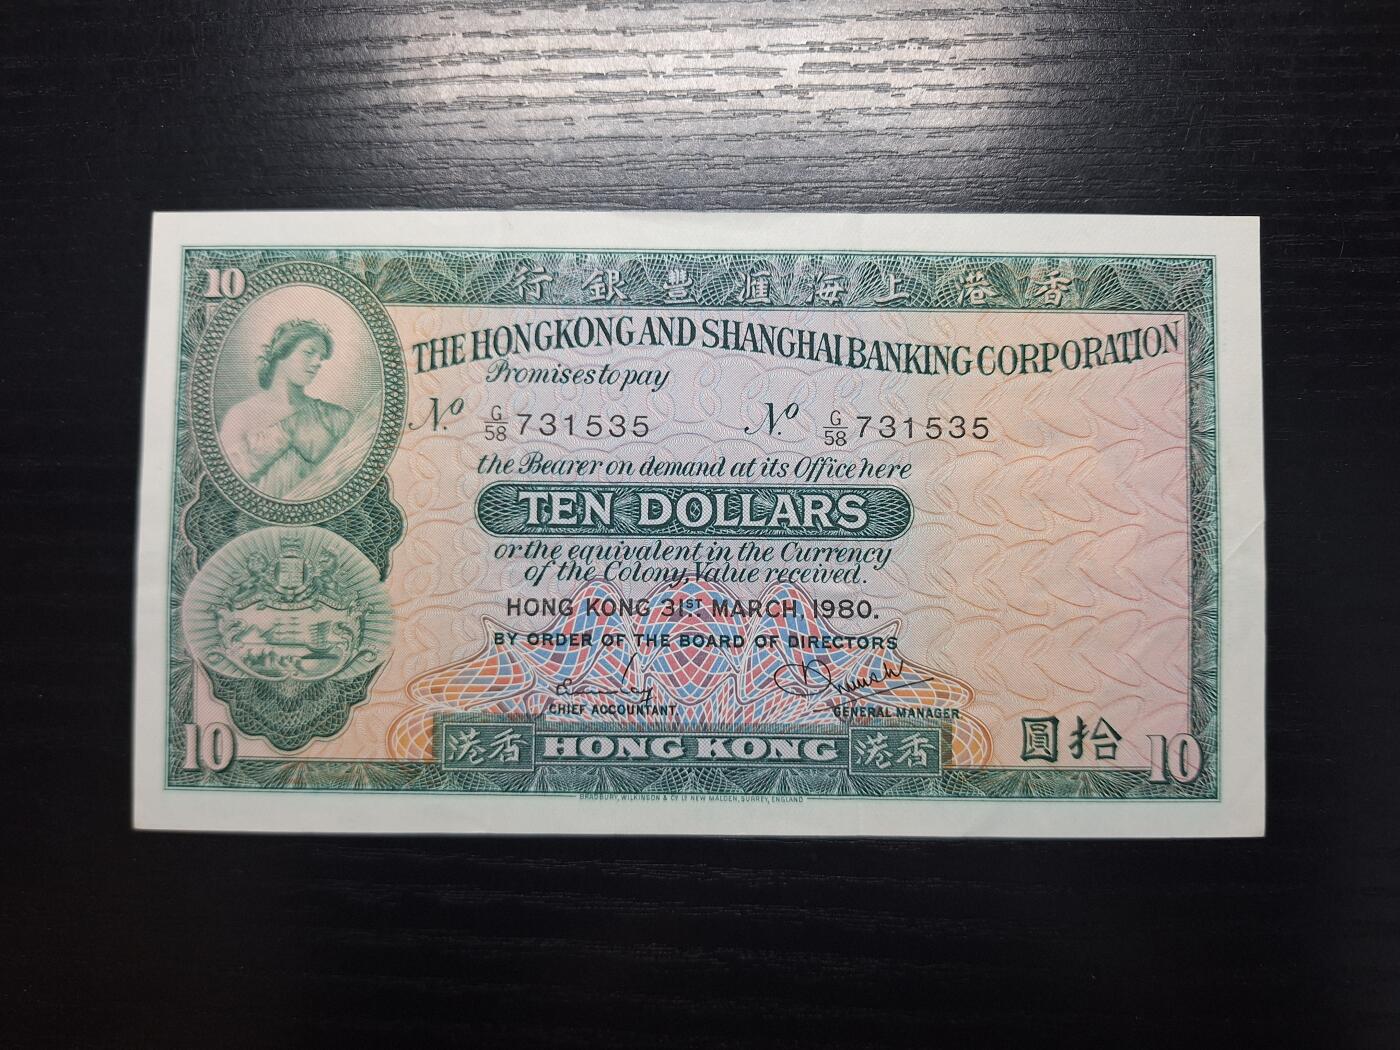 10
行銀豐滙海上港香
THE HONGKONG AND SHANGHAI BANKING CORPORATION
Promises to pay
No. G/58 731535 No. G/58 731535
the Bearer on demand at its Office here
TEN DOLLARS
or the equivalent in the Currency
of the Colony, Value received.
HONG KONG 31ST MARCH, 1980.
BY ORDER OF THE BOARD OF DIRECTORS
CHIEF ACCOUNTANT GENERAL MANAGER
10 港香 HONG KONG 港香 圓拾 10
BRADBURY, WILKINSON & Co. Ld. NEW MALDEN, SURREY, ENGLAND